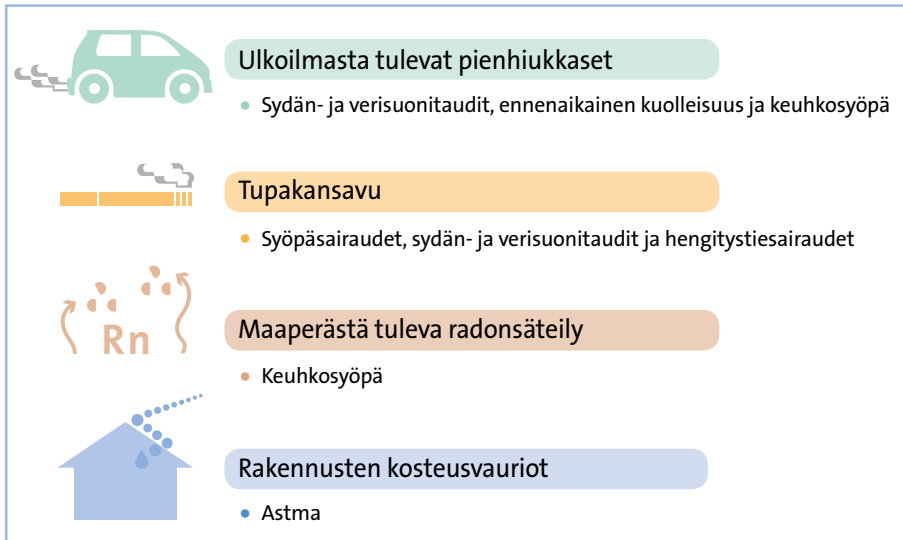 Ulkoilmasta tulevat pienhiukkaset
• Sydän- ja verisuonitaudit, ennenaikainen kuolleisuus ja keuhkosyöpä
Tupakansavu
• Syöpäsairaudet, sydän- ja verisuonitaudit ja hengitystiesairaudet
Rn
Maaperästä tuleva radonsäteily
• Keuhkosyöpä
Rakennusten kosteusvauriot
• Astma